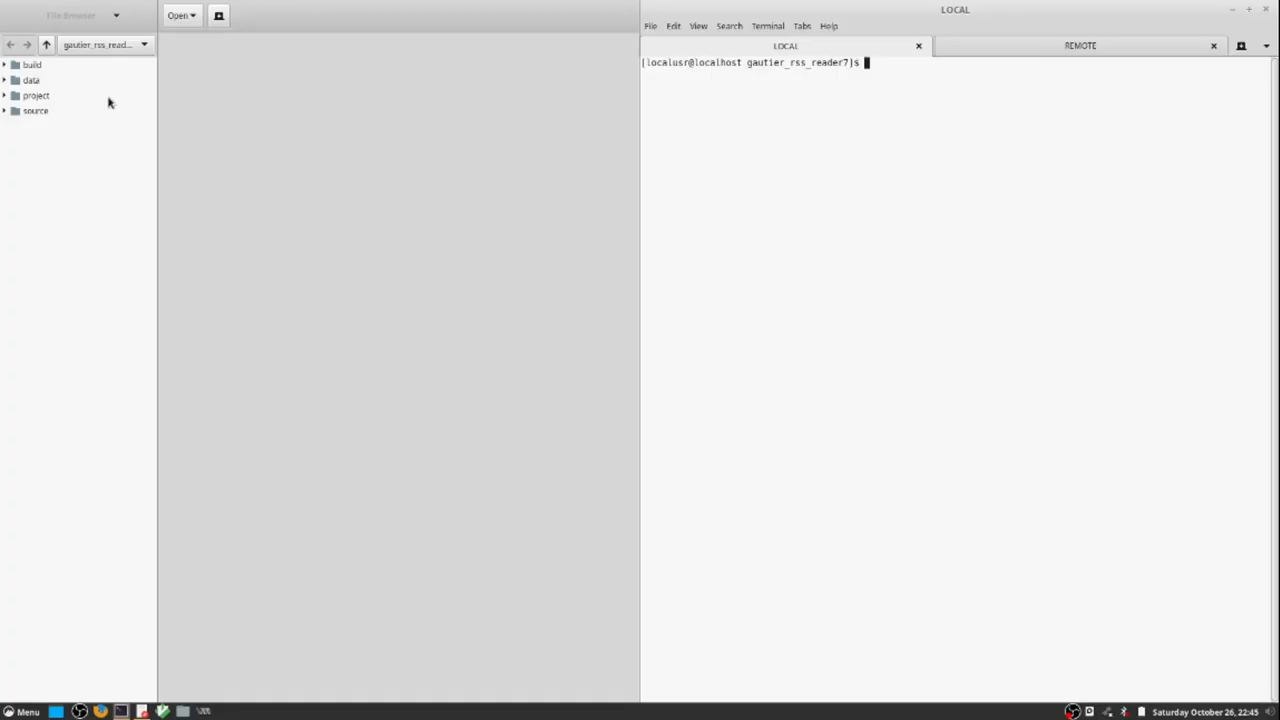 File Browser
Open
LOCAL
File Edit View Search Terminal Tabs Help
gautier_rss_read...
LOCAL
REMOTE
[localusr@localhost gautier_rss_reader7]$
build
data
project
source
Menu
Saturday October 26, 22:45